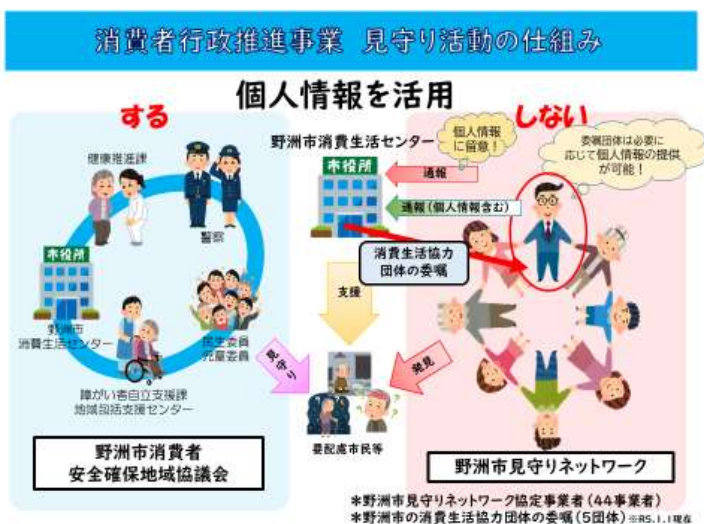 消費者行政推進事業 見守り活動の仕組み
個人情報を活用
する
しない
健康推進課
警察
市役所
野洲市
消費生活センター
民生委員
児童委員
障がい者自立支援課
地域包括支援センター
野洲市消費者
安全確保地域協議会
野洲市消費生活センター
市役所
個人情報
に留意!
委嘱団体は必要に
応じて個人情報の提供
が可能!
通報
通報(個人情報含む)
消費生活協力
団体の委嘱
支援
見守り
発見
要配慮市民等
野洲市見守りネットワーク
*野洲市見守りネットワーク協定事業者(44事業者)
*野洲市の消費生活協力団体の委嘱(5団体)※R5.1.1現在